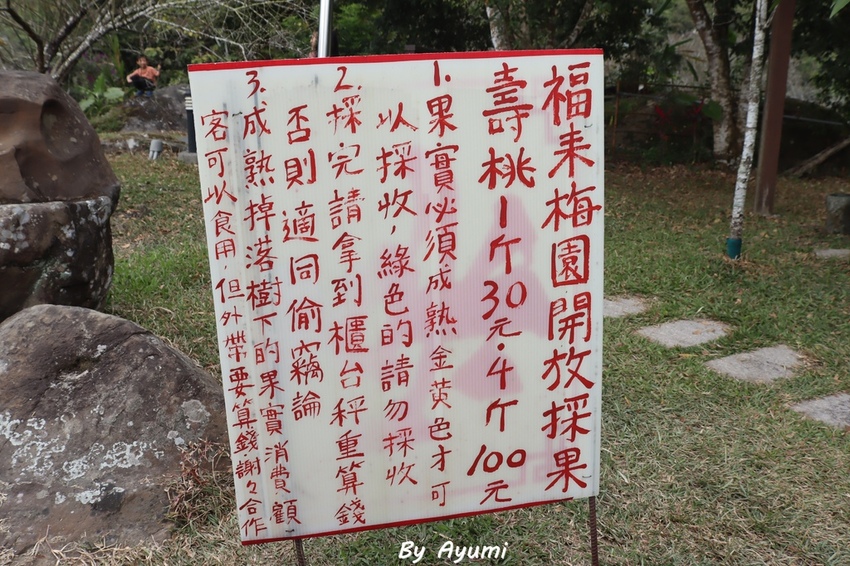 福來梅園開放採果
壽桃1斤30元.4斤100元
1.果實必須成熟金黃色才可
以採收,綠色的請勿採收
2.採完請拿到櫃台秤重算錢
否則適同偷竊論
3.成熟掉落樹下的果實消費顧
客可以食用,但外帶要算錢謝々合作
By Ayumi